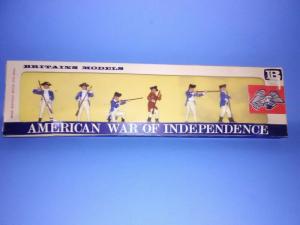 BRITAINS MODELS
AMERICAN WAR OF INDEPENDENCE